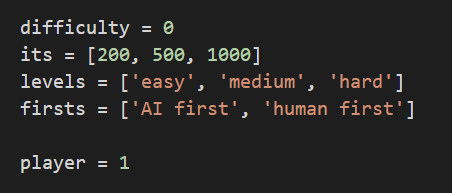 difficulty = 0
its = [200, 500, 1000]
levels = ['easy', 'medium', 'hard']
firsts = ['AI first', 'human first']
player = 1